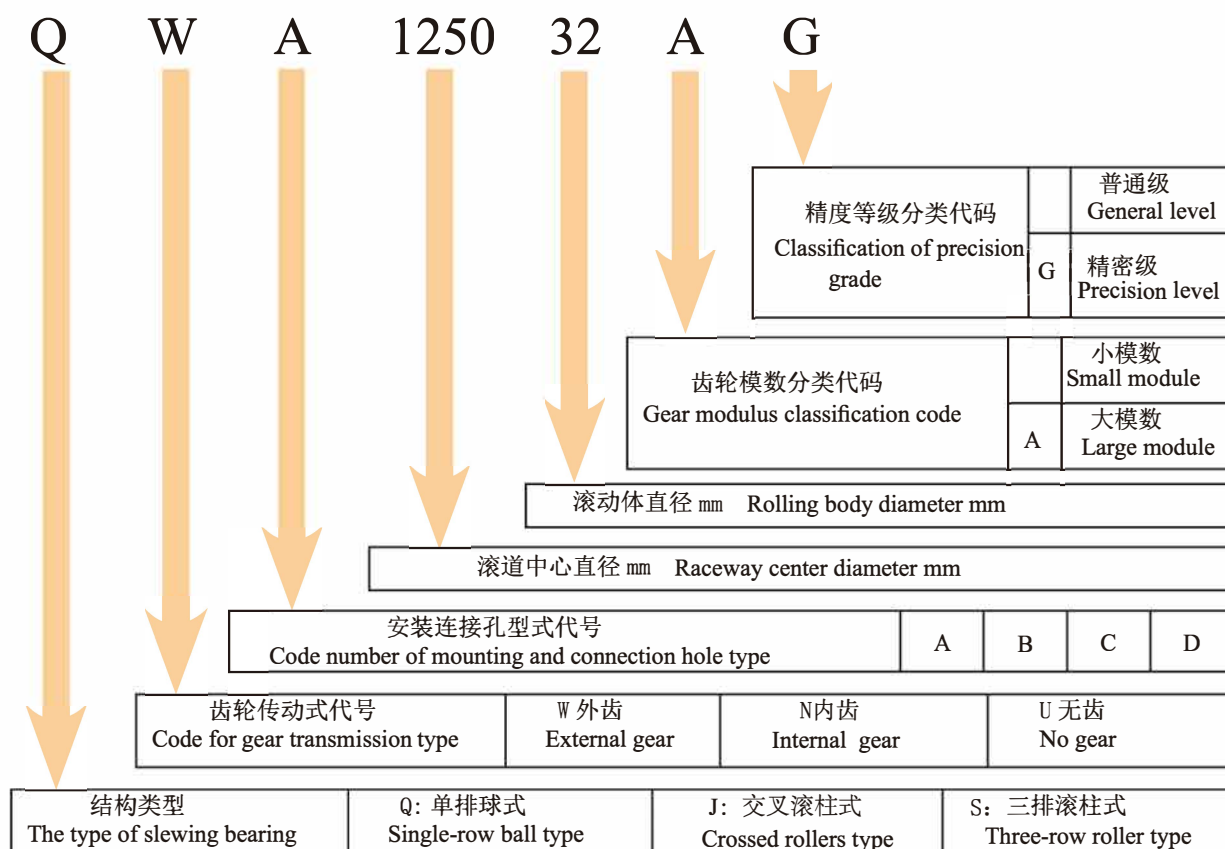 Q W A 1250 32 A G
普通级
General level
精度等级分类代码
Classification of precision
grade
G
精密级
Precision level
小模数
Small module
齿轮模数分类代码
Gear modulus classification code
A
大模数
Large module
滚动体直径 mm Rolling body diameter mm
滚道中心直径 mm Raceway center diameter mm
安装连接孔型式代号
Code number of mounting and connection hole type
A B C D
齿轮传动式代号
Code for gear transmission type
W 外齿
External gear
N内齿
Internal gear
U 无齿
No gear
结构类型
The type of slewing bearing
Q: 单排球式
Single-row ball type
J: 交叉滚柱式
Crossed rollers type
S: 三排滚柱式
Three-row roller type